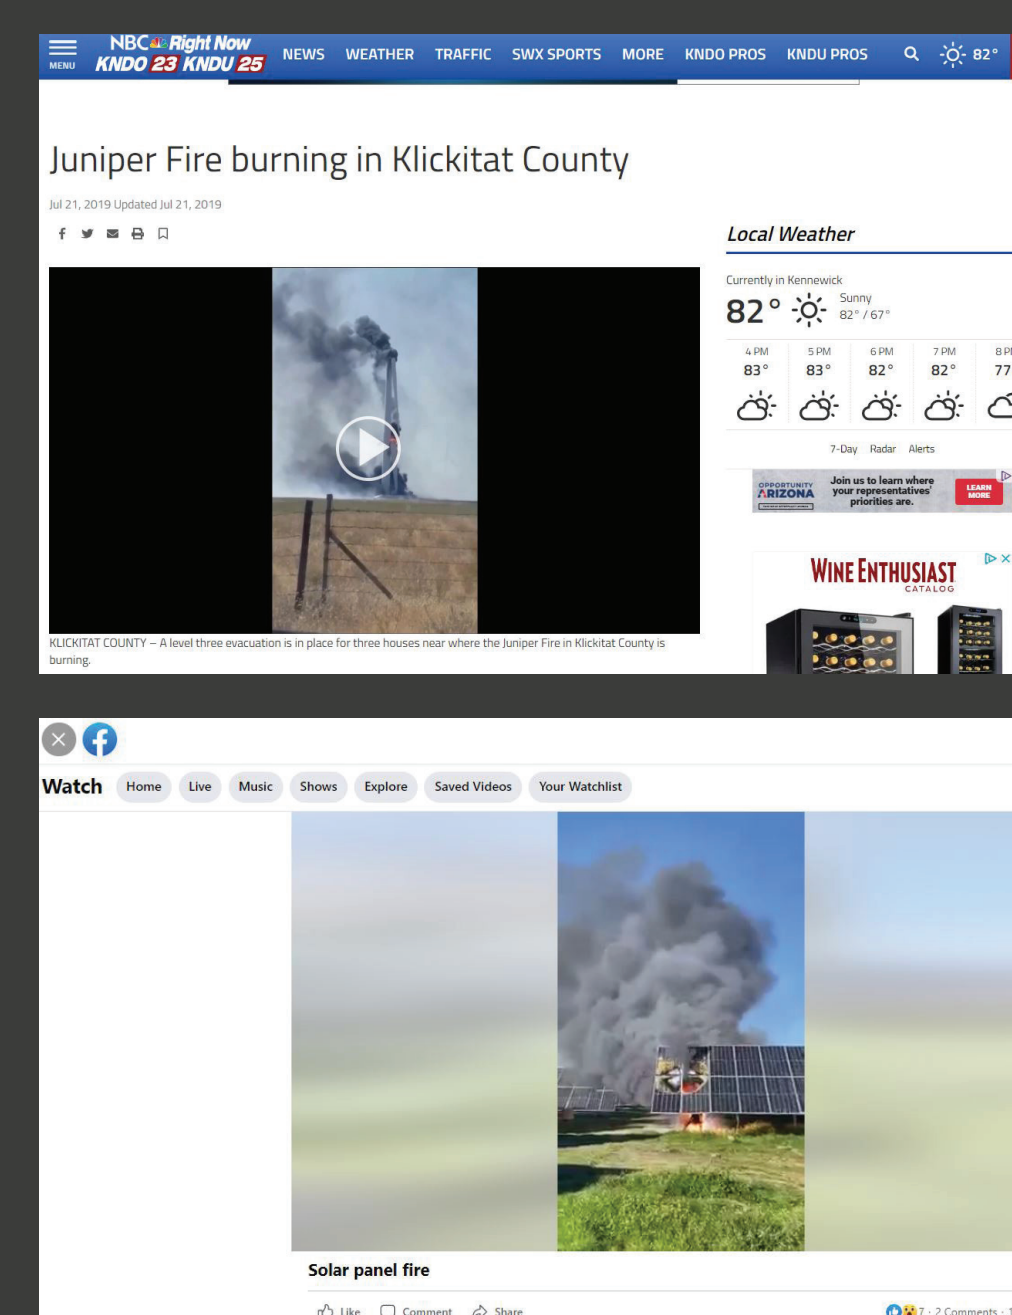 NBC Right Now
KNDO 23 KNDU 25
MENU
NEWS WEATHER TRAFFIC SWX SPORTS MORE KNDO PROS KNDU PROS 82°
Juniper Fire burning in Klickitat County
Jul 21, 2019 Updated Jul 21, 2019
KLICKITAT COUNTY – A level three evacuation is in place for three houses near where the Juniper Fire in Klickitat County is
burning.
Local Weather
Currently in Kennewick
82° Sunny
82° / 67°
4 PM 5 PM 6 PM 7 PM
83° 83° 82° 82° 77
7-Day Radar Alerts
OPPORTUNITY
ARIZONA
Join us to learn where
your representatives'
priorities are.
LEARN
MORE
WINE ENTHUSIAST
CATALOG
Watch Home Live Music Shows Explore Saved Videos Your Watchlist
Solar panel fire
Like Comment Share 7 · 2 Comments ·